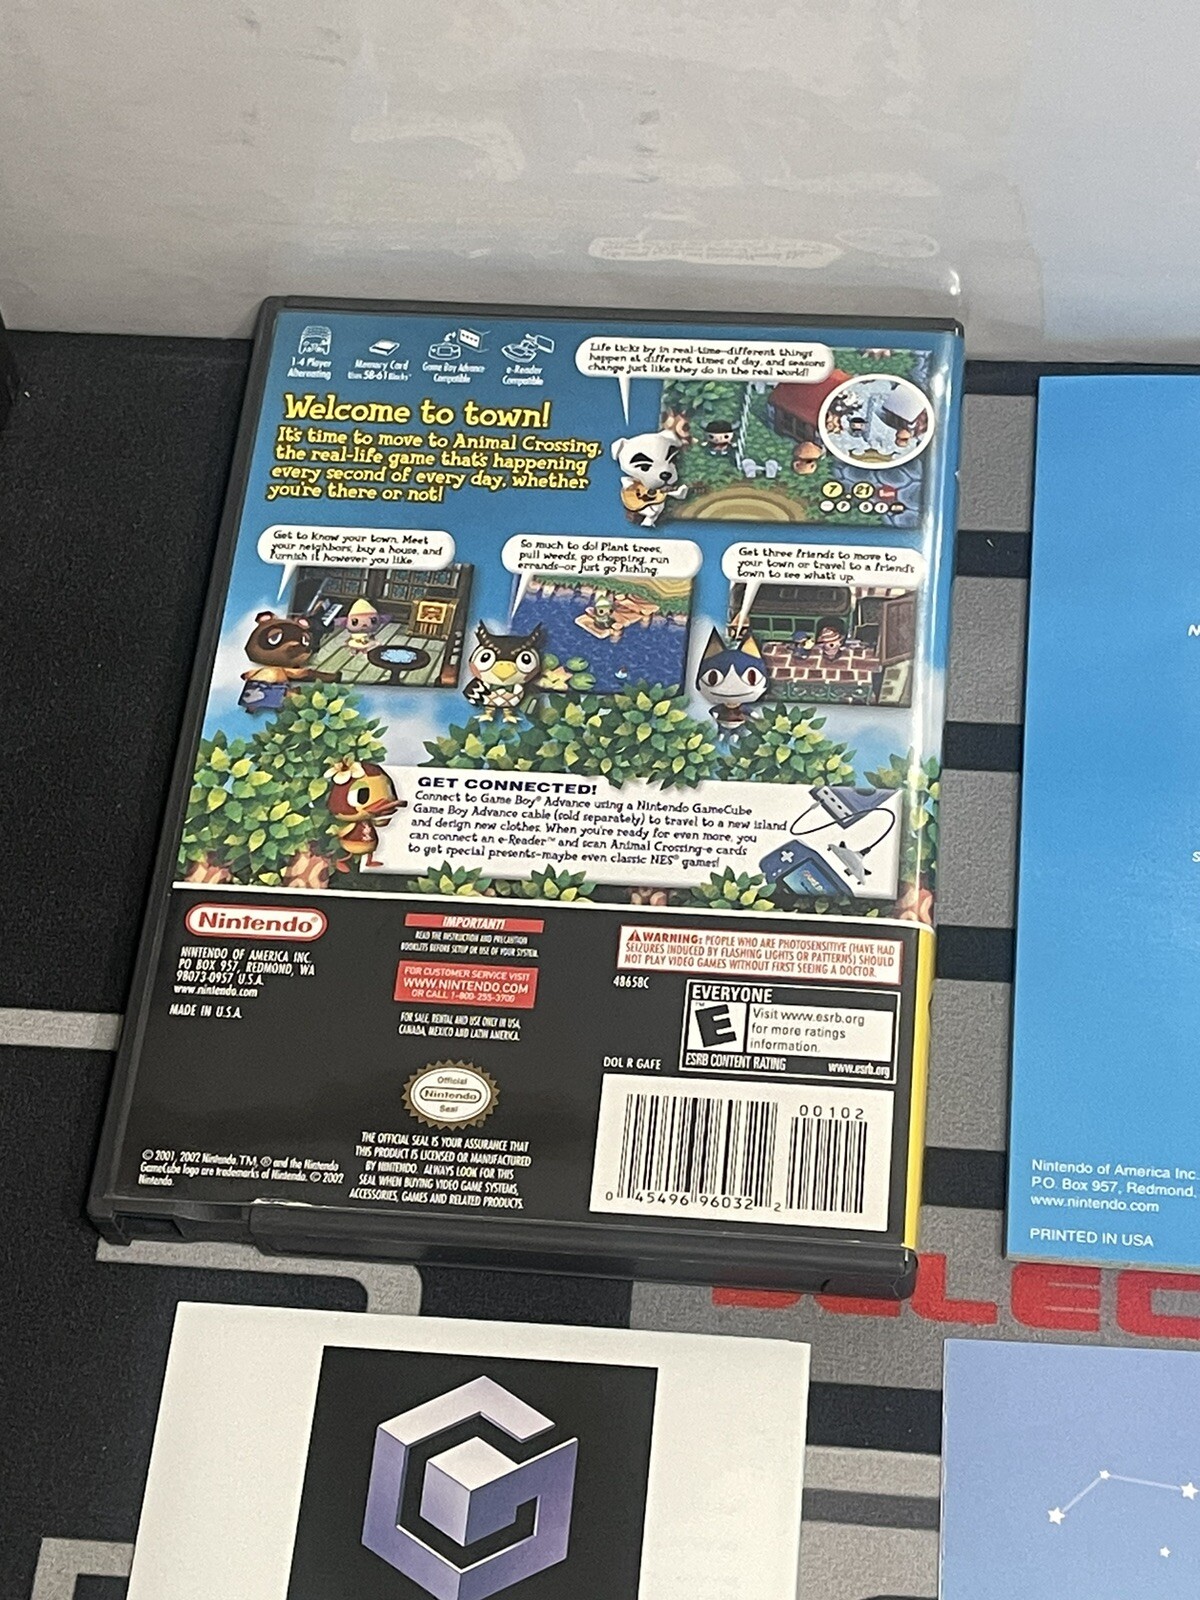 1-4 Player
Alternating
Memory Card
Uses 58-61 Blocks
Game Boy Advance
Compatible
e-Reader
Compatible
Life ticks by in real-time—different things
happen at different times of day, and seasons
change just like they do in the real world!
Welcome to town!
It's time to move to Animal Crossing,
the real-life game that's happening
every second of every day, whether
you're there or not!
7 21 Sun
Get to know your town. Meet
your neighbors, buy a house, and
furnish it however you like.
So much to do! Plant trees,
pull weeds, go shopping, run
errands—or just go fishing.
Get three friends to move to
your town or travel to a friend's
town to see what's up.
GET CONNECTED!
Connect to Game Boy® Advance using a Nintendo GameCube
Game Boy Advance cable (sold separately) to travel to a new island
and design new clothes. When you're ready for even more, you
can connect an e-Reader™ and scan Animal Crossing-e cards
to get special presents–maybe even classic NES® games!
Nintendo®
NINTENDO OF AMERICA INC.
PO BOX 957, REDMOND, WA
98073-0957 U.S.A.
www.nintendo.com
MADE IN U.S.A.
IMPORTANT!
READ THE INSTRUCTION AND PRECAUTION
BOOKLETS BEFORE SETUP OR USE OF YOUR SYSTEM.
FOR CUSTOMER SERVICE VISIT
WWW.NINTENDO.COM
OR CALL 1-800-255-3700
FOR SALE, RENTAL AND USE ONLY IN USA,
CANADA, MEXICO AND LATIN AMERICA.
WARNING: PEOPLE WHO ARE PHOTOSENSITIVE (HAVE HAD
SEIZURES INDUCED BY FLASHING LIGHTS OR PATTERNS) SHOULD
NOT PLAY VIDEO GAMES WITHOUT FIRST SEEING A DOCTOR.
48658C
EVERYONE
E™
Visit www.esrb.org
for more ratings
information.
ESRB CONTENT RATING www.esrb.org
DOL R GAFE
Official
Nintendo
Seal
THE OFFICIAL SEAL IS YOUR ASSURANCE THAT
THIS PRODUCT IS LICENSED OR MANUFACTURED
BY NINTENDO. ALWAYS LOOK FOR THIS
SEAL WHEN BUYING VIDEO GAME SYSTEMS,
ACCESSORIES, GAMES AND RELATED PRODUCTS.
© 2001, 2002 Nintendo. TM, ® and the Nintendo
GameCube logo are trademarks of Nintendo. © 2002
Nintendo.
00102
0 45496 96032 2
Nintendo of America Inc.
P.O. Box 957, Redmond,
www.nintendo.com
PRINTED IN USA
SELEC